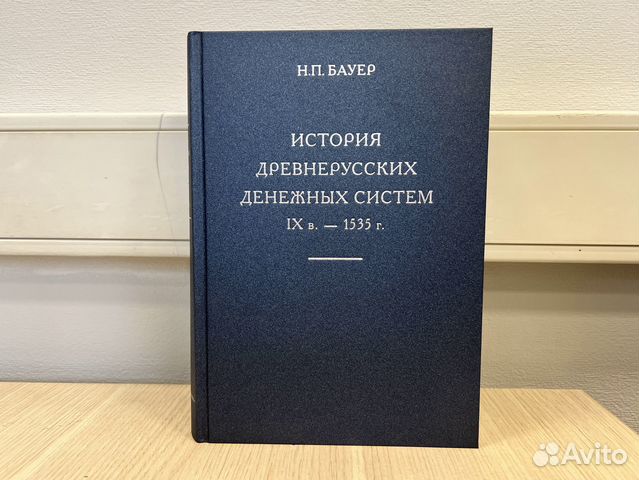 Н.П. БАУЕР
ИСТОРИЯ
ДРЕВНЕРУССКИХ
ДЕНЕЖНЫХ СИСТЕМ
IX в. — 1535 г.
Avito